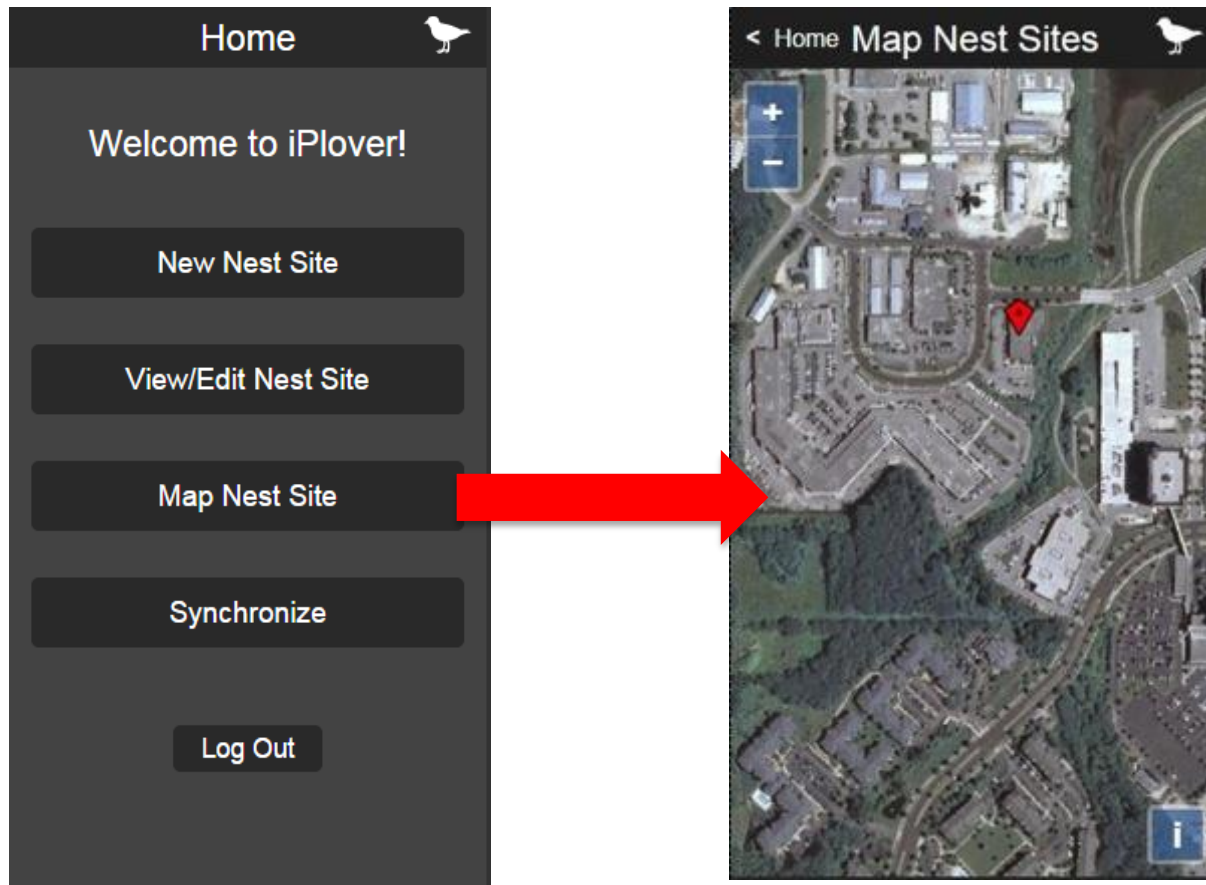 Home
Welcome to iPlover!
New Nest Site
View/Edit Nest Site
Map Nest Site
Synchronize
Log Out
< Home Map Nest Sites
+
−
i